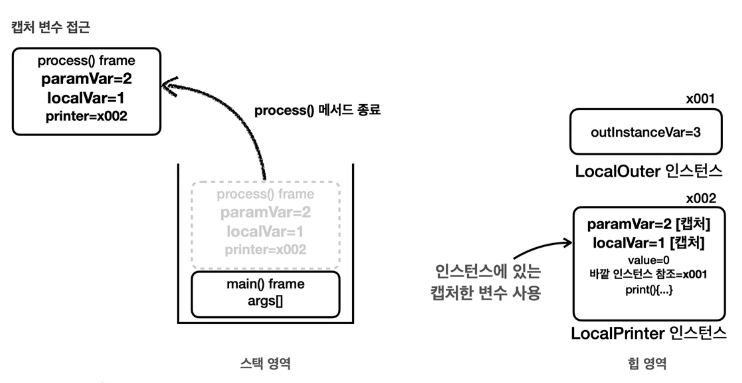 캡처 변수 접근
process() frame
paramVar=2
localVar=1
printer=x002
process() 메서드 종료
process() frame
paramVar=2
localVar=1
printer=x002
main() frame
args[]
스택 영역
x001
outInstanceVar=3
LocalOuter 인스턴스
x002
paramVar=2 [캡처]
localVar=1 [캡처]
value=0
바깥 인스턴스 참조=x001
print(){...}
인스턴스에 있는
캡처한 변수 사용
LocalPrinter 인스턴스
힙 영역